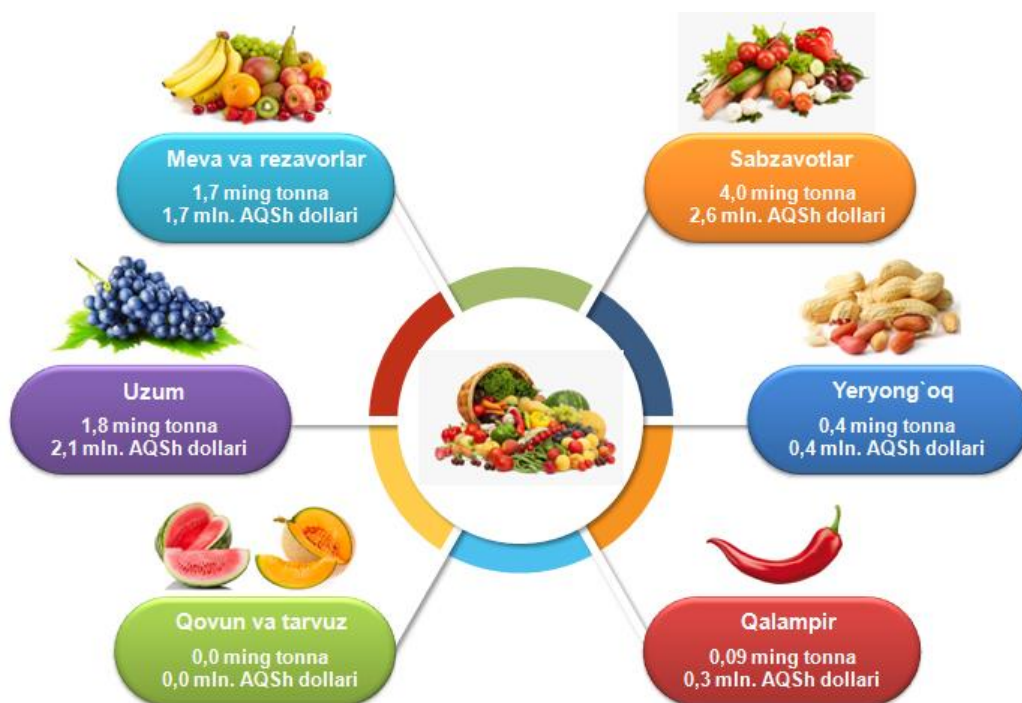 Meva va rezavorlar
1,7 ming tonna
1,7 mln. AQSh dollari
Sabzavotlar
4,0 ming tonna
2,6 mln. AQSh dollari
Uzum
1,8 ming tonna
2,1 mln. AQSh dollari
Yeryong`oq
0,4 ming tonna
0,4 mln. AQSh dollari
Qovun va tarvuz
0,0 ming tonna
0,0 mln. AQSh dollari
Qalampir
0,09 ming tonna
0,3 mln. AQSh dollari